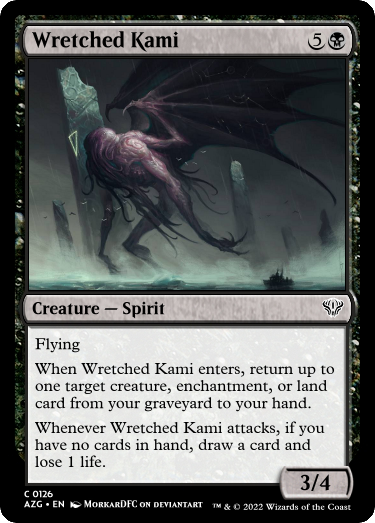 Wretched Kami 5
Creature — Spirit
Flying
When Wretched Kami enters, return up to
one target creature, enchantment, or land
card from your graveyard to your hand.
Whenever Wretched Kami attacks, if you
have no cards in hand, draw a card and
lose 1 life.
3/4
C 0126
AZG • EN MorkarDFC on deviantart ™ & © 2022 Wizards of the Coast